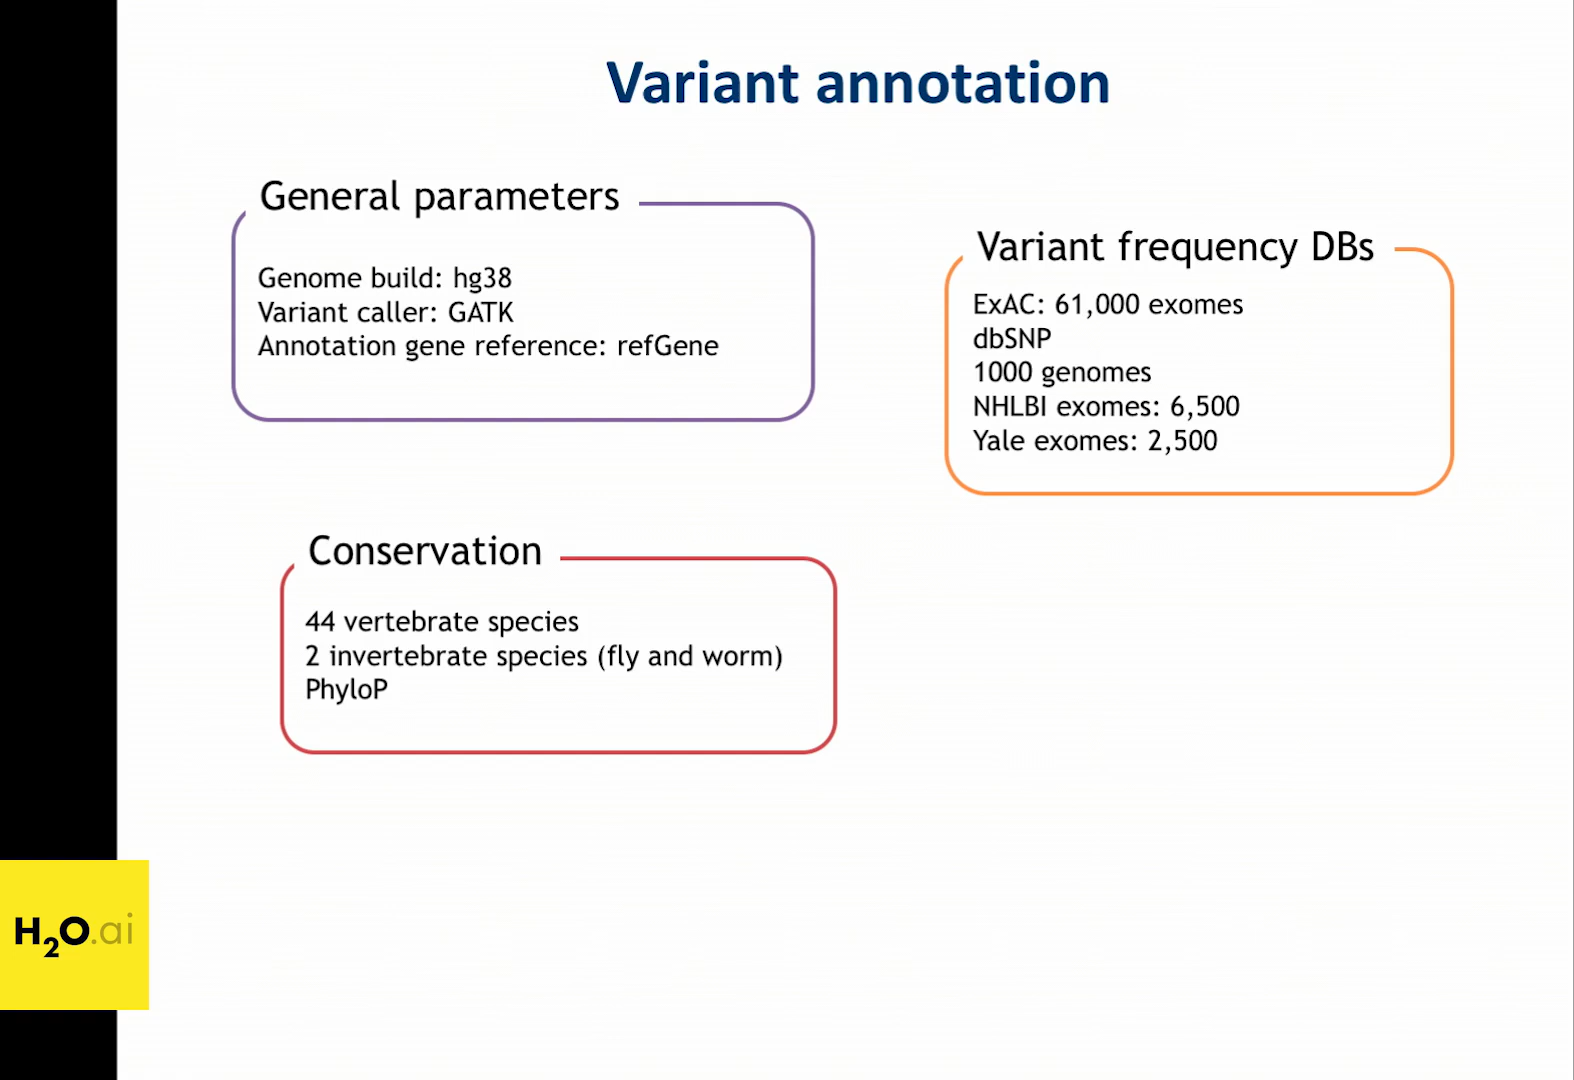 Variant annotation
General parameters
Genome build: hg38
Variant caller: GATK
Annotation gene reference: refGene
Variant frequency DBs
ExAC: 61,000 exomes
dbSNP
1000 genomes
NHLBI exomes: 6,500
Yale exomes: 2,500
Conservation
44 vertebrate species
2 invertebrate species (fly and worm)
PhyloP
H2O.ai